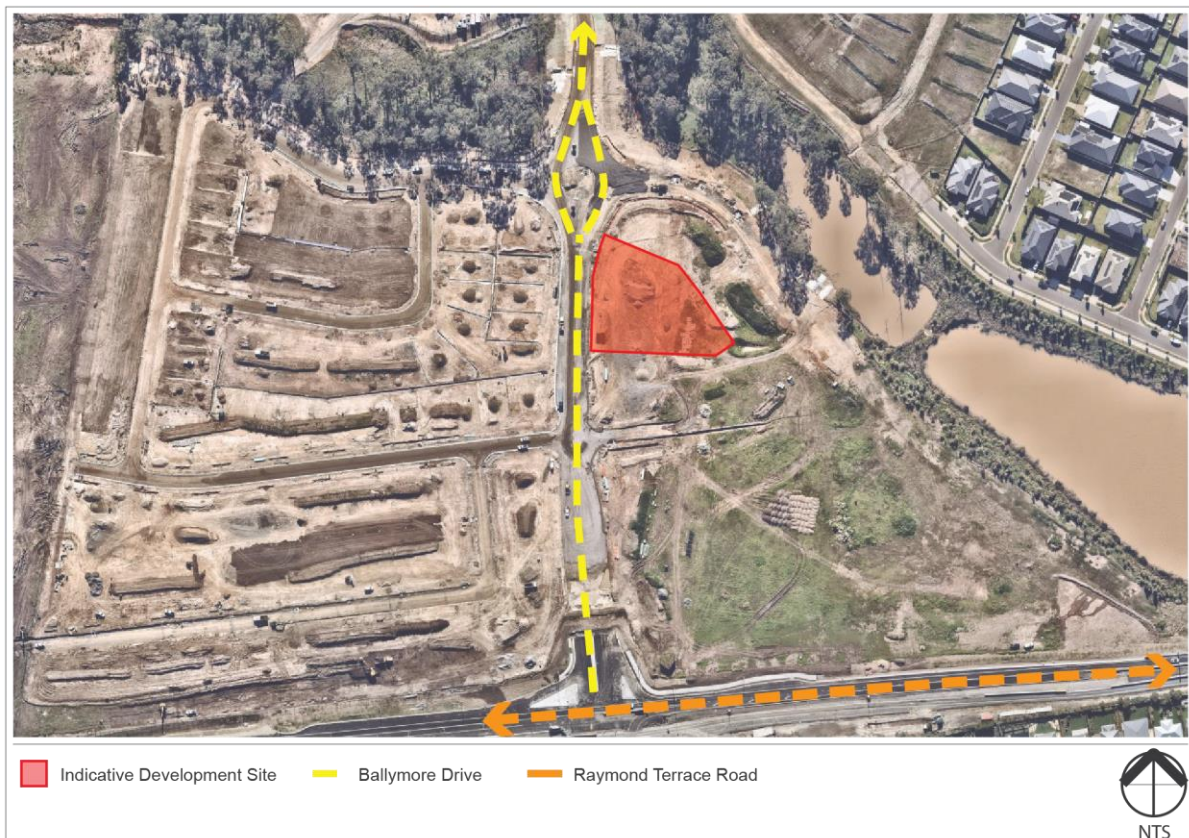 Indicative Development Site
Ballymore Drive
Raymond Terrace Road
NTS